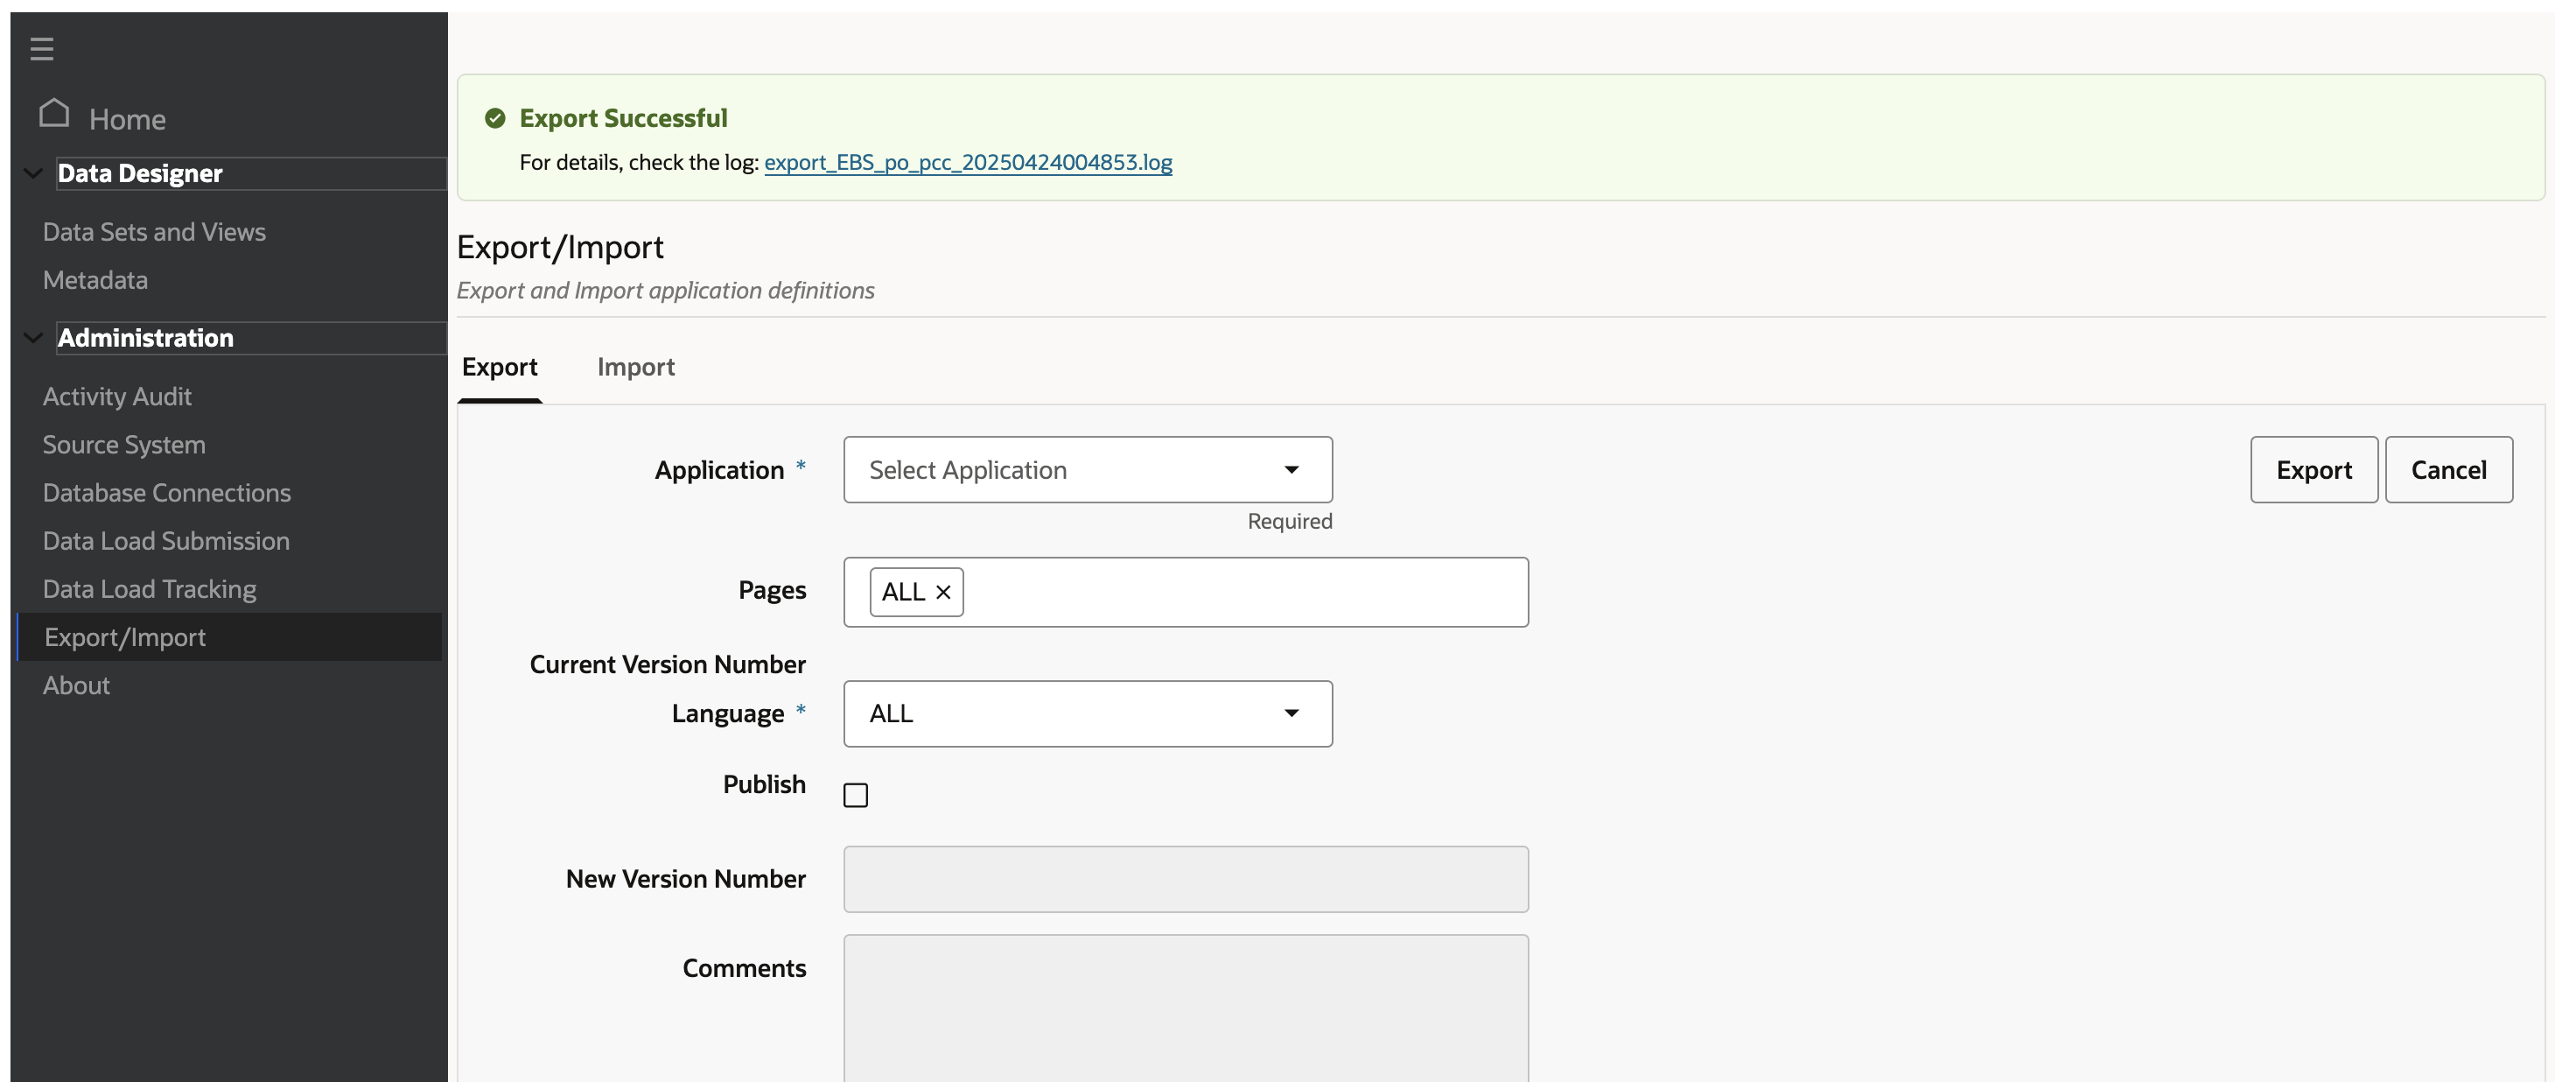 Home
Data Designer
Data Sets and Views
Metadata
Administration
Activity Audit
Source System
Database Connections
Data Load Submission
Data Load Tracking
Export/Import
About
Export Successful
For details, check the log: export_EBS_po_pcc_20250424004853.log
Export/Import
Export and Import application definitions
Export Import
Application * Select Application Export Cancel
Required
Pages ALL
Current Version Number
Language * ALL
Publish
New Version Number
Comments